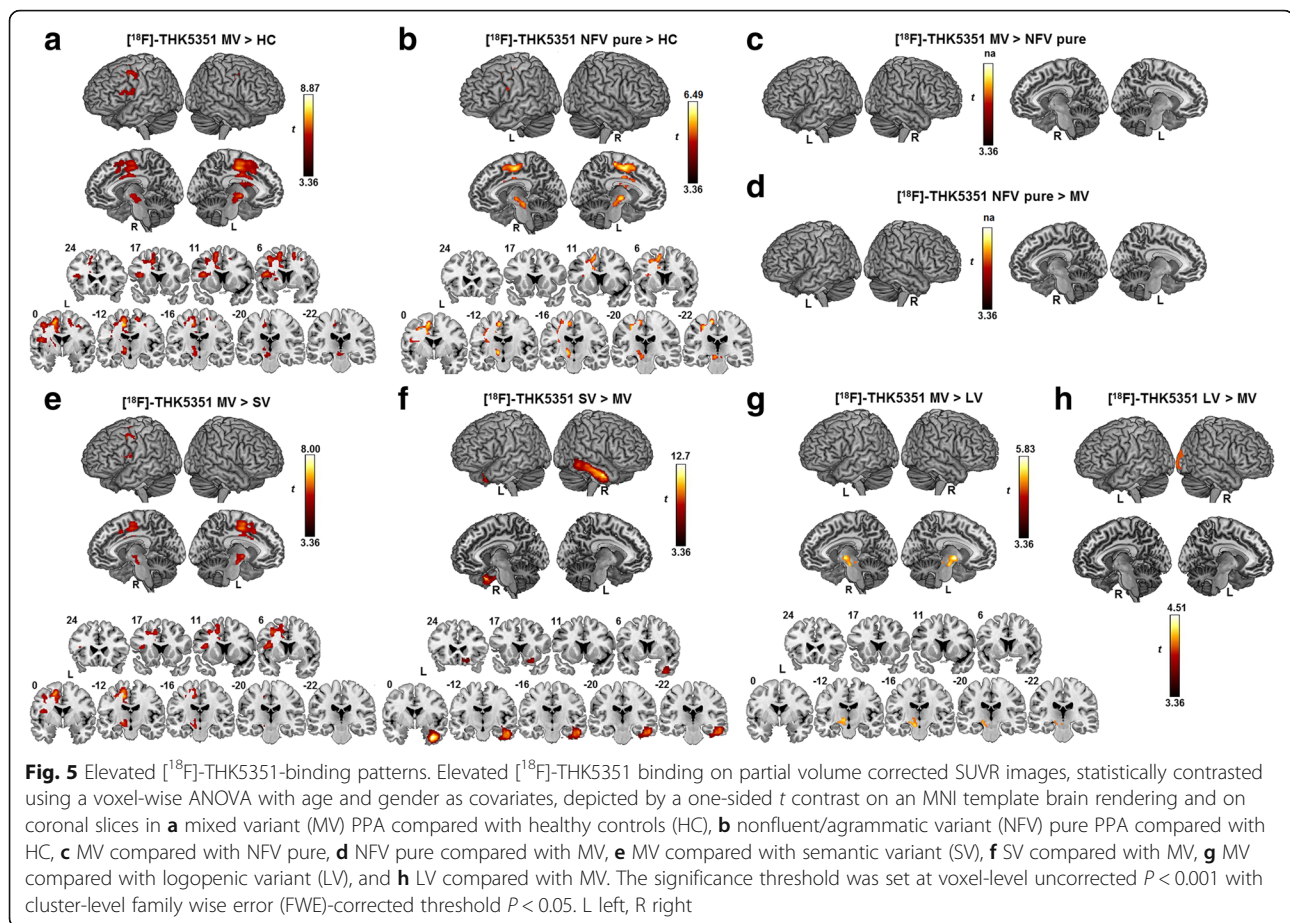 a
[18F]-THK5351 MV > HC
8.87
t
3.36
R
L
24 17 11 6
L
0 -12 -16 -20 -22
b
[18F]-THK5351 NFV pure > HC
6.49
t
3.36
L
R
R
L
24 17 11 6
0 -12 -16 -20 -22
c
[18F]-THK5351 MV > NFV pure
na
t
3.36
L
R
R
L
d
[18F]-THK5351 NFV pure > MV
na
t
3.36
L
R
R
L
e
[18F]-THK5351 MV > SV
8.00
t
3.36
R
L
24 17 11 6
L
0 -12 -16 -20 -22
f
[18F]-THK5351 SV > MV
12.7
t
3.36
L
R
R
L
24 17 11 6
L
0 -12 -16 -20 -22
g
[18F]-THK5351 MV > LV
5.83
t
3.36
L
R
R
L
24 17 11 6
L
0 -12 -16 -20 -22
h
[18F]-THK5351 LV > MV
L
R
R
L
4.51
t
3.36
Fig. 5 Elevated [18F]-THK5351-binding patterns. Elevated [18F]-THK5351 binding on partial volume corrected SUVR images, statistically contrasted
using a voxel-wise ANOVA with age and gender as covariates, depicted by a one-sided t contrast on an MNI template brain rendering and on
coronal slices in a mixed variant (MV) PPA compared with healthy controls (HC), b nonfluent/agrammatic variant (NFV) pure PPA compared with
HC, c MV compared with NFV pure, d NFV pure compared with MV, e MV compared with semantic variant (SV), f SV compared with MV, g MV
compared with logopenic variant (LV), and h LV compared with MV. The significance threshold was set at voxel-level uncorrected P < 0.001 with
cluster-level family wise error (FWE)-corrected threshold P < 0.05. L left, R right